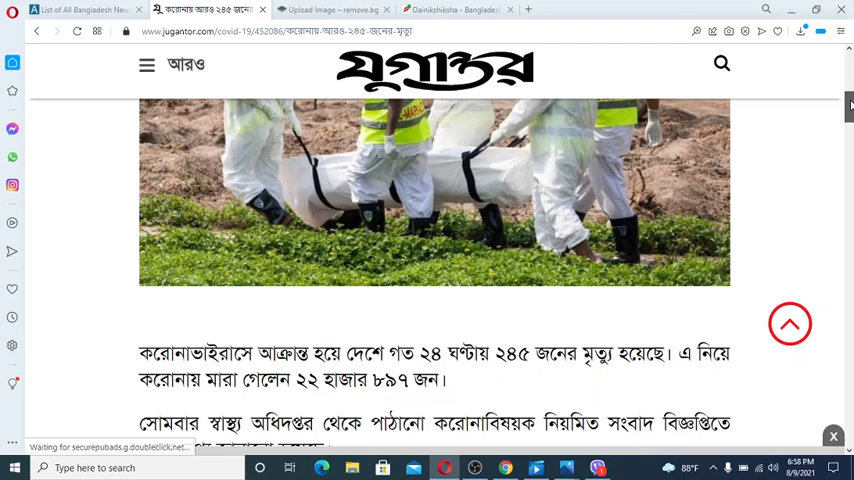 List of All Bangladesh News
করোনায় আরও ২৪৫ জনের
Upload Image – remove.bg
Dainikshiksha - Bangladesh
www.jugantor.com/covid-19/452086/করোনায়-আরও-২৪৫-জনের-মৃত্যু
আরও
যুগান্তর
করোনাভাইরাসে আক্রান্ত হয়ে দেশে গত ২৪ ঘণ্টায় ২৪৫ জনের মৃত্যু হয়েছে। এ নিয়ে
করোনায় মারা গেলেন ২২ হাজার ৮৯৭ জন।
সোমবার স্বাস্থ্য অধিদপ্তর থেকে পাঠানো করোনাবিষয়ক নিয়মিত সংবাদ বিজ্ঞপ্তিতে
Waiting for securepubads.g.doubleclick.net...
X
Type here to search
88°F
6:58 PM
8/9/2021